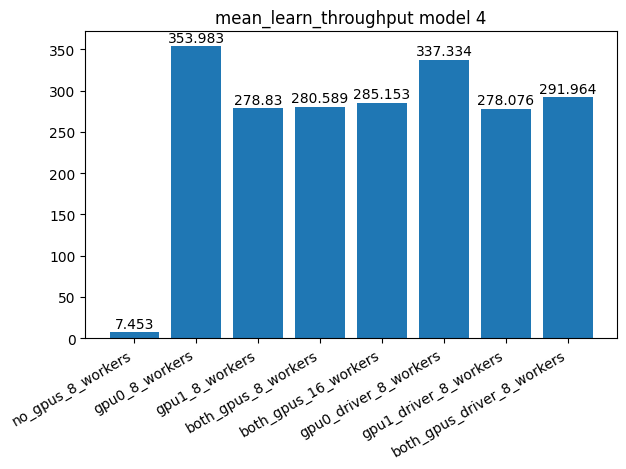 mean_learn_throughput model 4
350
300
250
200
150
100
50
0
7.453
353.983
278.83
280.589
285.153
337.334
278.076
291.964
no_gpus_8_workers
gpu0_8_workers
gpu1_8_workers
both_gpus_8_workers
both_gpus_16_workers
gpu0_driver_8_workers
gpu1_driver_8_workers
both_gpus_driver_8_workers